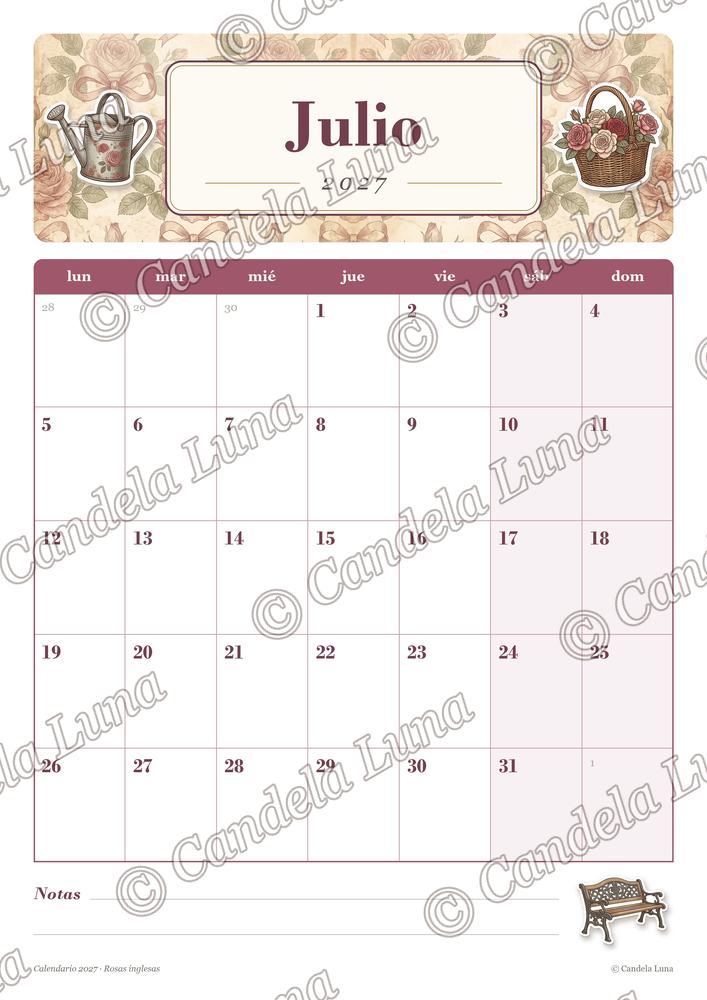 Julio
2027
lun mar mié jue vie sáb dom
28 29 30 1 2 3 4
5 6 7 8 9 10 11
12 13 14 15 16 17 18
19 20 21 22 23 24 25
26 27 28 29 30 31 1
Notas
Calendario 2027 · Rosas inglesas © Candela Luna
© Candela Luna